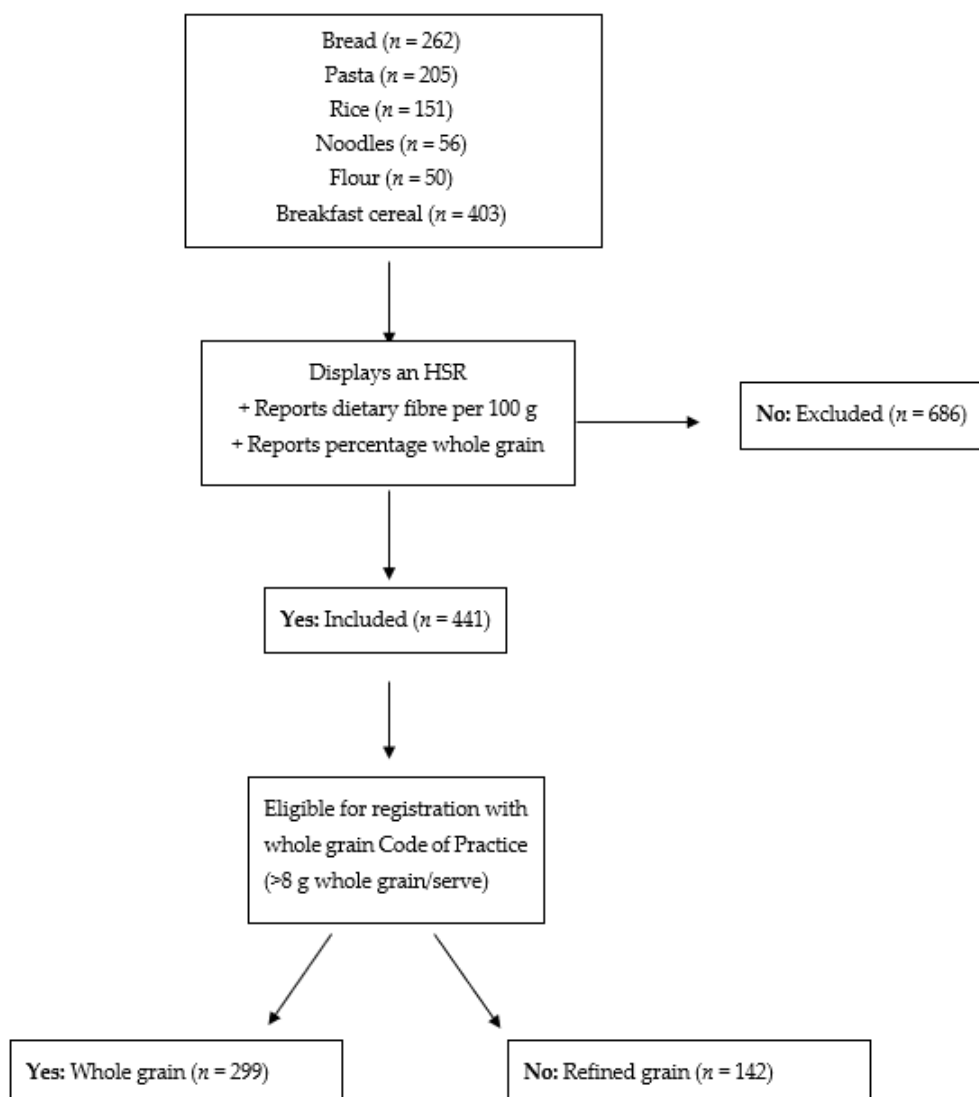 Bread (n = 262)
Pasta (n = 205)
Rice (n = 151)
Noodles (n = 56)
Flour (n = 50)
Breakfast cereal (n = 403)
Displays an HSR
+ Reports dietary fibre per 100 g
+ Reports percentage whole grain
No: Excluded (n = 686)
Yes: Included (n = 441)
Eligible for registration with
whole grain Code of Practice
(>8 g whole grain/serve)
Yes: Whole grain (n = 299)
No: Refined grain (n = 142)